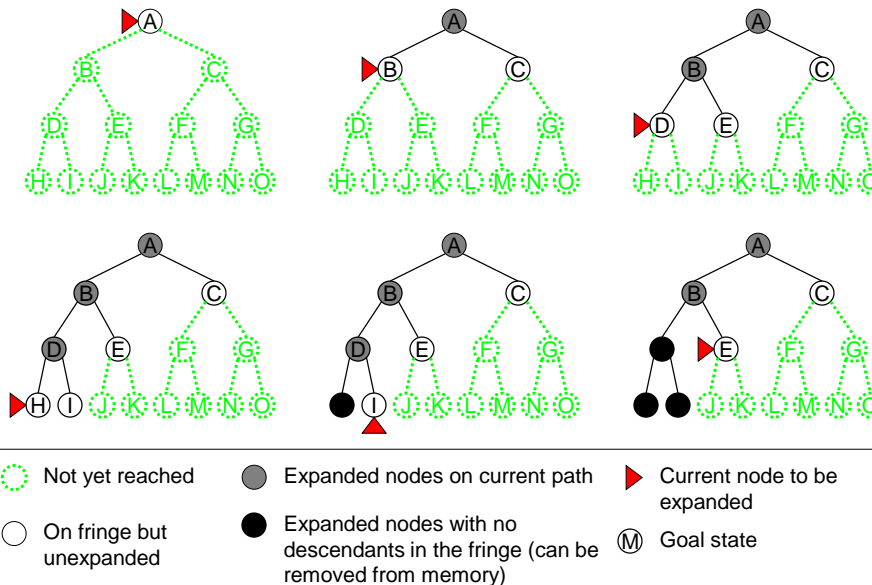 A
B C
D E F G
H I J K L M N O
A
B C
D E F G
H I J K L M N O
A
B C
D E F G
H I J K L M N O
A
B C
D E F G
H I J K L M N O
A
B C
D E F G
I J K L M N O
A
B C
E F G
J K L M N O
Not yet reached
On fringe but
unexpanded
Expanded nodes on current path
Expanded nodes with no
descendants in the fringe (can be
removed from memory)
Current node to be
expanded
M Goal state